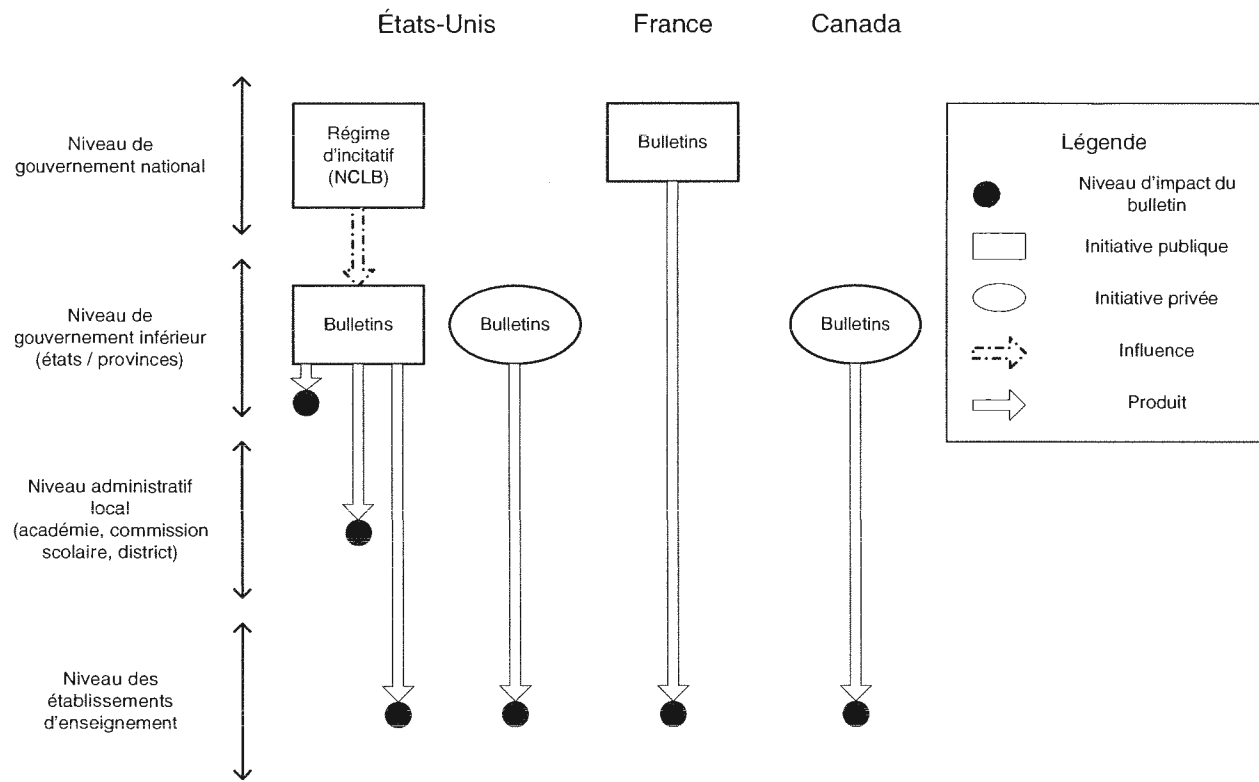 États-Unis
France
Canada
Niveau de
gouvernement national
Régime
d'incitatif
(NCLB)
Bulletins
Niveau de
gouvernement inférieur
(états / provinces)
Bulletins
Bulletins
Bulletins
Niveau administratif
local
(académie, commission
scolaire, district)
Niveau des
établissements
d'enseignement
Légende
Niveau d'impact du
bulletin
Initiative publique
Initiative privée
Influence
Produit